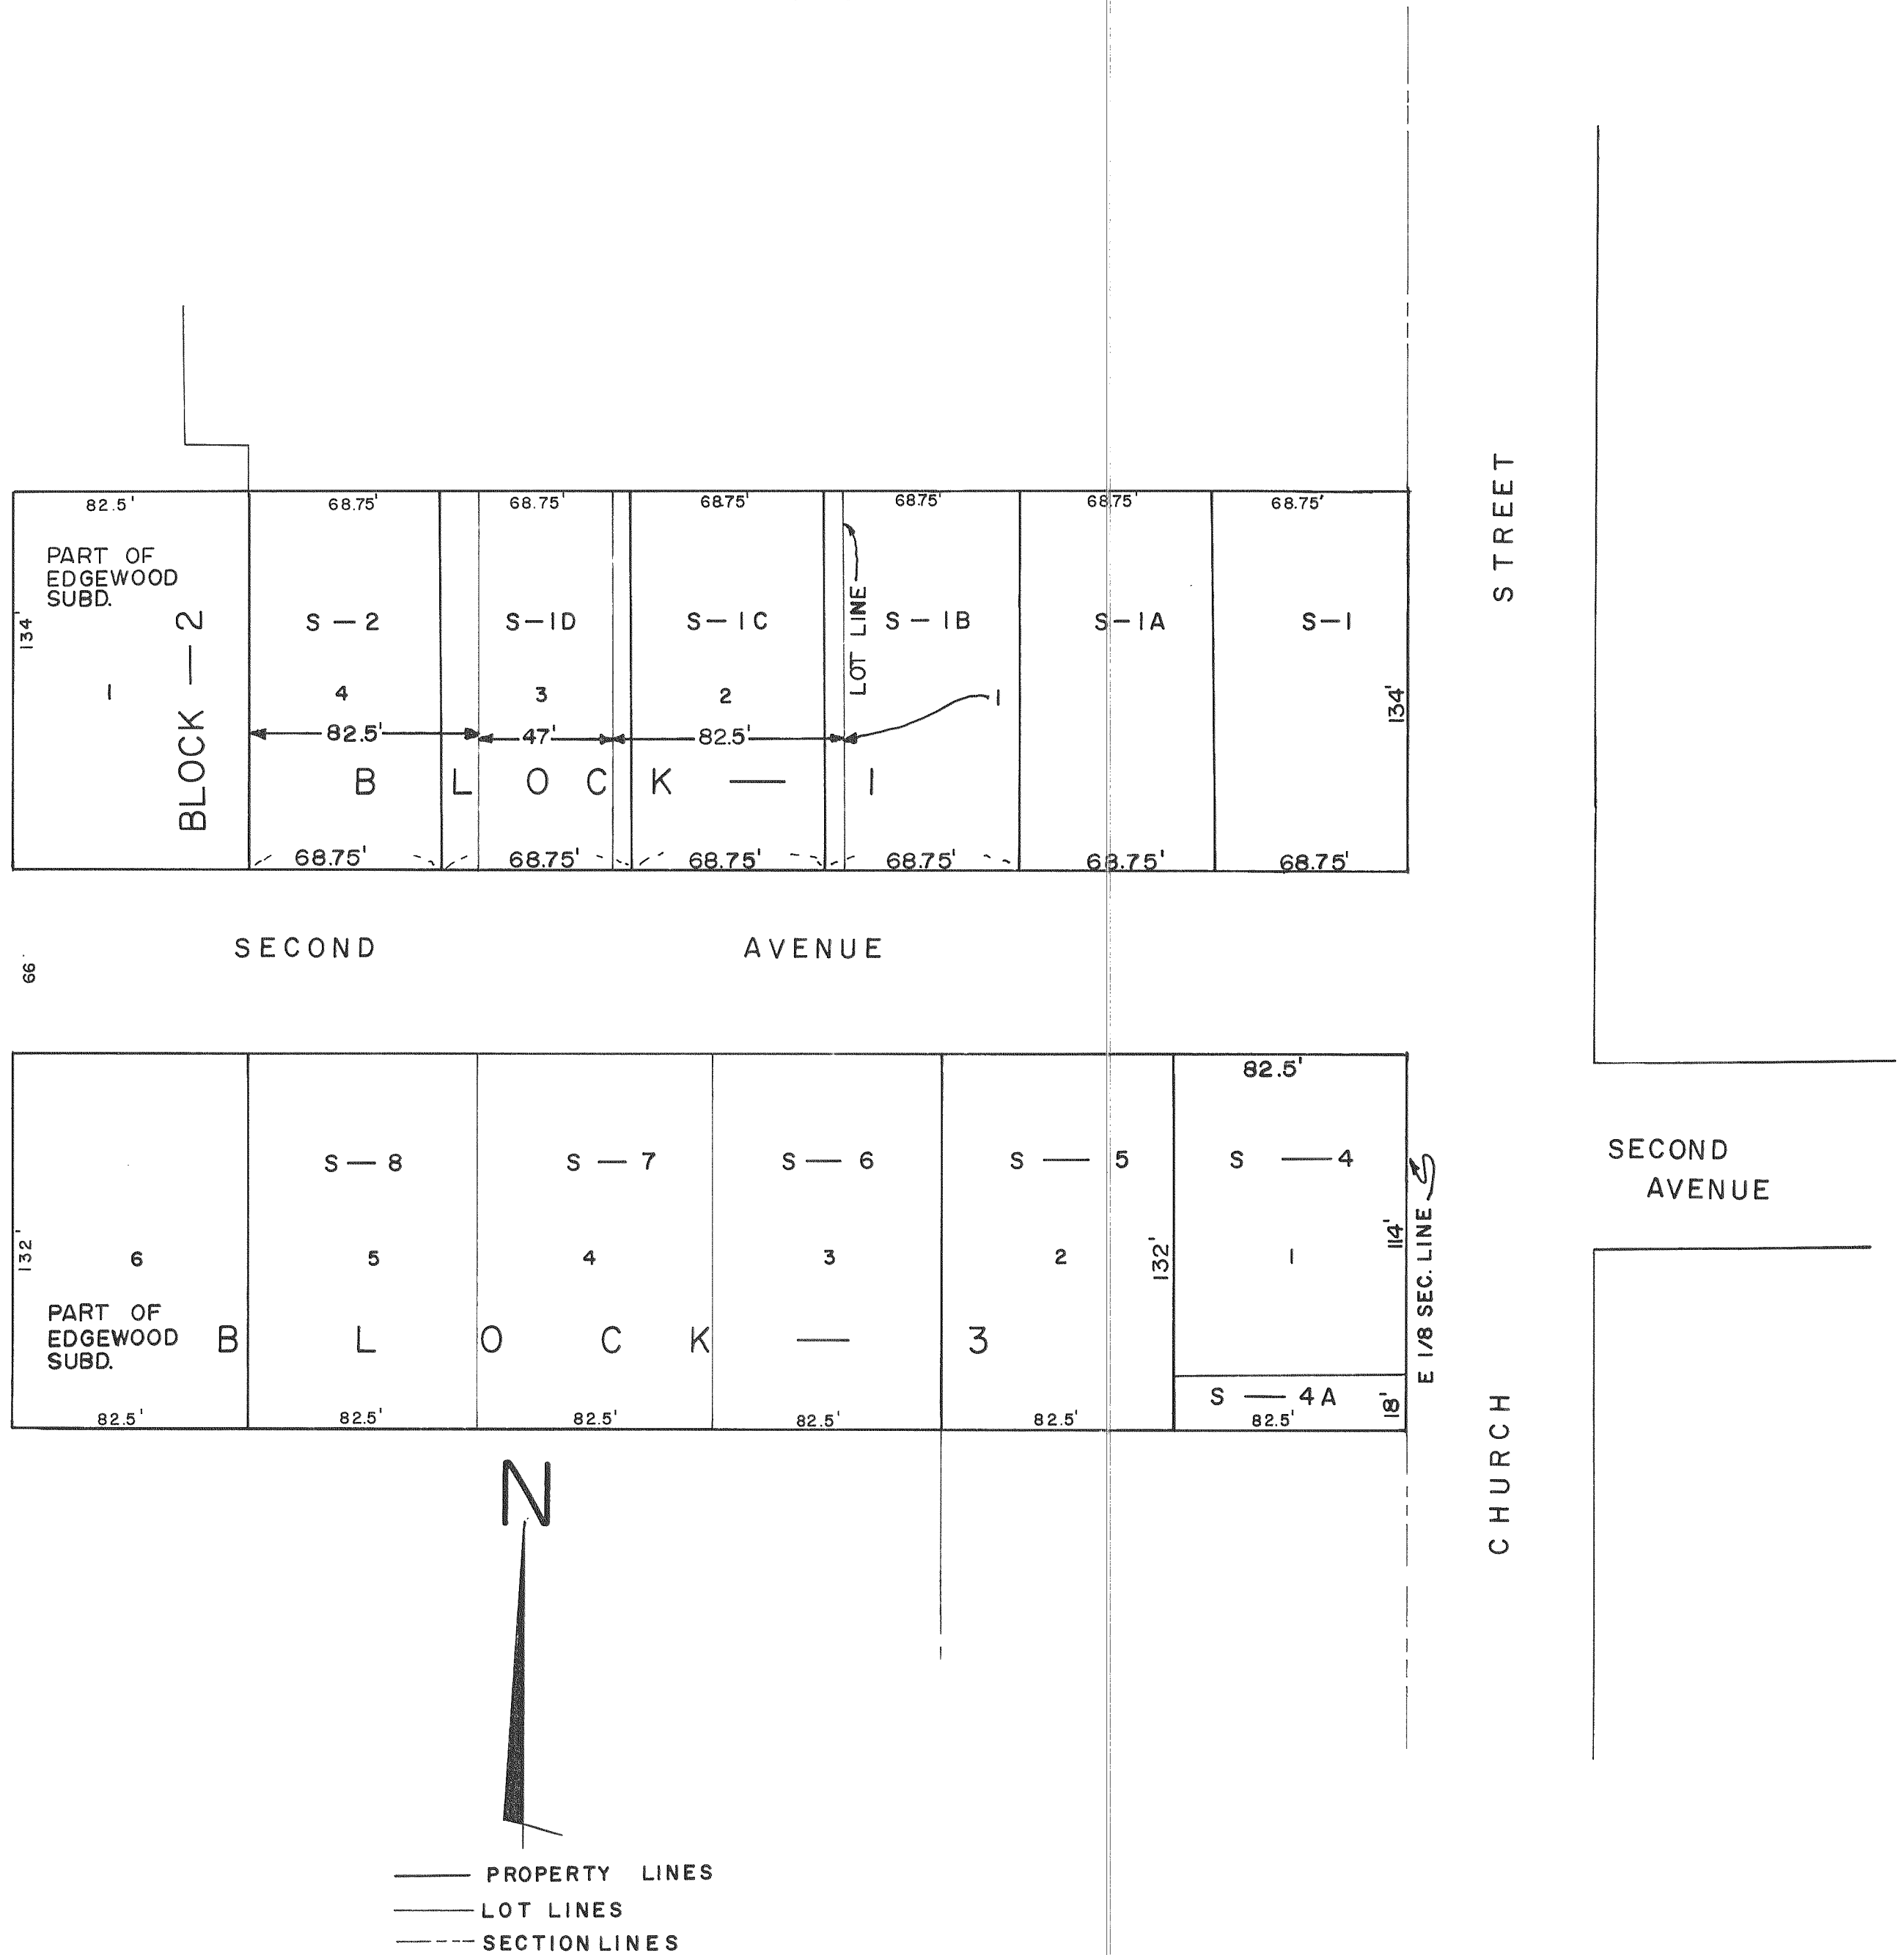 STREET
82.5'
68.75'
68.75'
68.75'
68.75'
68.75'
68.75'
PART OF
EDGEWOOD
SUBD.
134'
1
BLOCK — 2
S — 2
S — 1D
S — 1C
LOT LINE
S — 1B
S — 1A
S — 1
4
3
2
1
134'
82.5'
47'
82.5'
BLOCK — 1
68.75'
68.75'
68.75'
68.75'
68.75'
68.75'
SECOND AVENUE
66'
82.5'
S — 8
S — 7
S — 6
S — 5
S — 4
SECOND
AVENUE
132'
6
5
4
3
2
132'
1
114'
E 1/8 SEC. LINE
PART OF
EDGEWOOD
SUBD.
BLOCK — 3
S — 4A
18'
82.5'
82.5'
82.5'
82.5'
82.5'
82.5'
CHURCH
N
PROPERTY LINES
LOT LINES
SECTION LINES